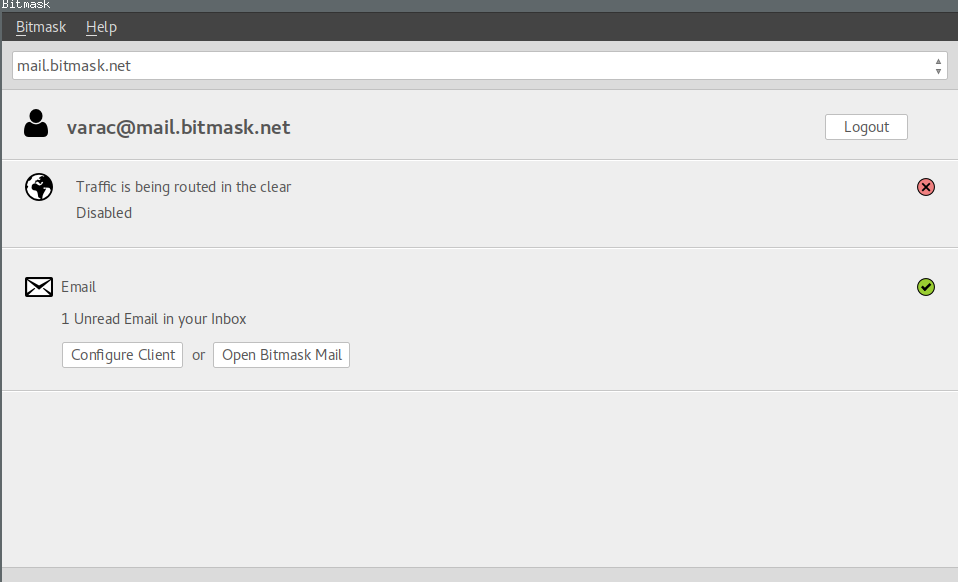 Bitmask
Bitmask Help
mail.bitmask.net
varac@mail.bitmask.net Logout
Traffic is being routed in the clear
Disabled
Email
1 Unread Email in your Inbox
Configure Client or Open Bitmask Mail